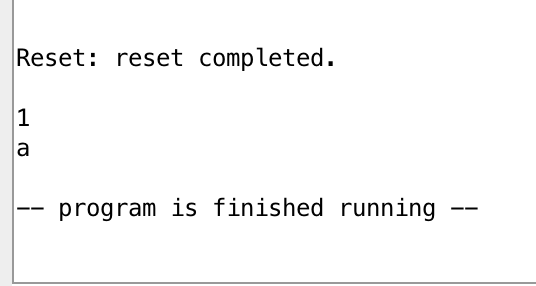 Reset: reset completed.
1
a
-- program is finished running --